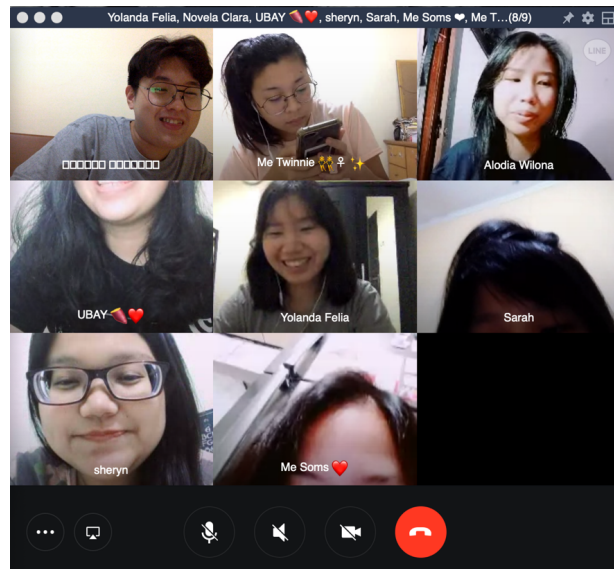 Yolanda Felia, Novela Clara, UBAY 🍕❤️, sheryn, Sarah, Me Soms ❤, Me T...(8/9)
LINE
Me Twinnie 👯♀✨
Alodia Wilona
UBAY🍕❤️
Yolanda Felia
Sarah
sheryn
Me Soms ❤️